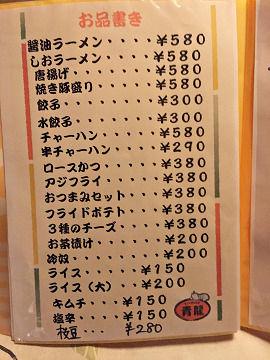 お品書き
醤油ラーメン・・・・¥580
しおラーメン・・・・¥580
唐揚げ・・・・・・・¥580
焼き豚盛り・・・・・¥580
餃子・・・・・・・・¥300
水餃子・・・・・・・¥300
チャーハン・・・・・¥580
半チャーハン・・・・¥290
ロースかつ・・・・・¥380
アジフライ・・・・・¥380
おつまみセット・・・¥380
フライドポテト・・・¥380
3種のチーズ・・・・¥380
お茶漬け・・・・・・¥200
冷奴・・・・・・・・¥200
ライス・・・・・¥150
ライス(大)・・・¥200
キムチ・・・・¥150
塩辛・・・・・¥150
枝豆・・・・¥280
青龍